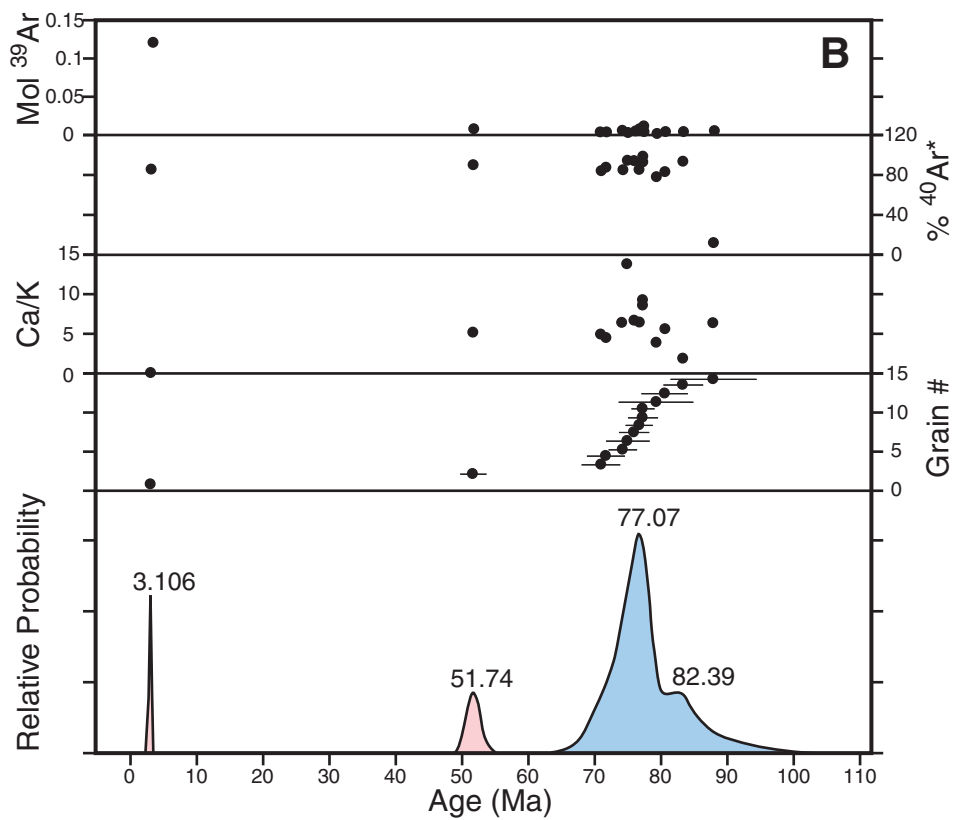 B
Mol ³⁹Ar
0.15
0.1
0.05
0
% ⁴⁰Ar*
120
80
40
0
Ca/K
15
10
5
0
Grain #
15
10
5
0
Relative Probability
3.106
51.74
77.07
82.39
0 10 20 30 40 50 60 70 80 90 100 110
Age (Ma)